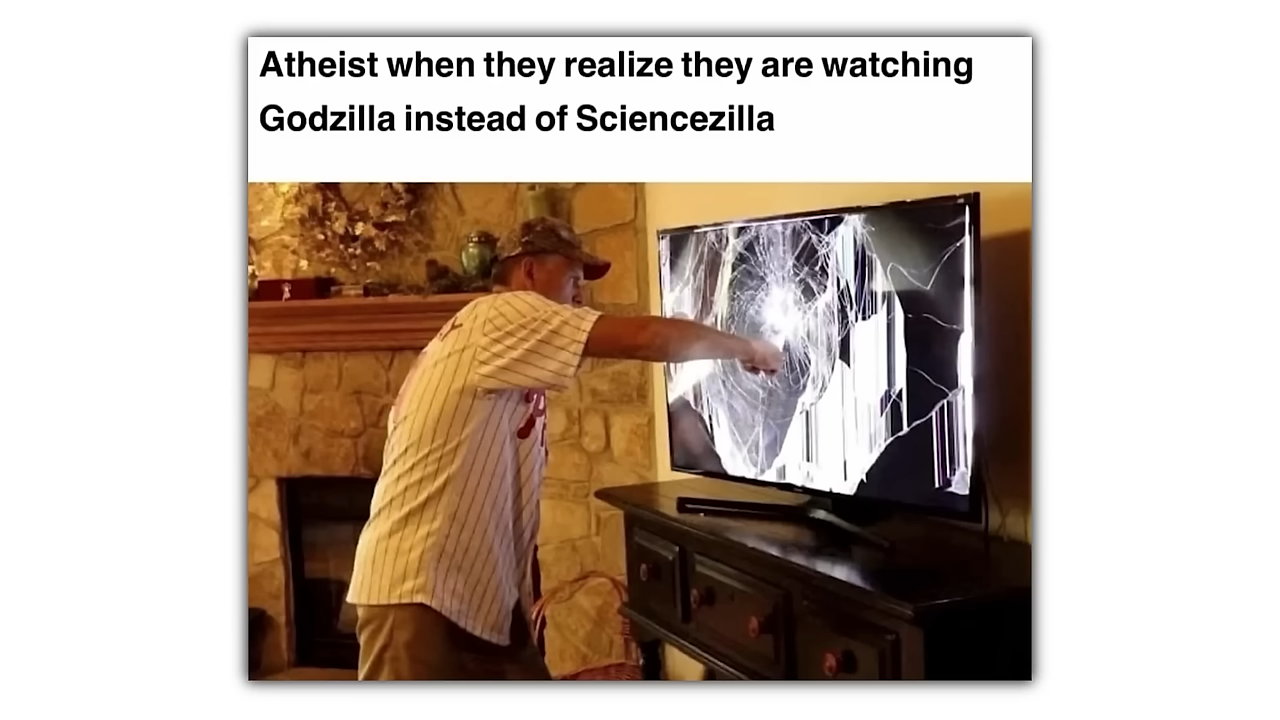 Atheist when they realize they are watching
Godzilla instead of Sciencezilla